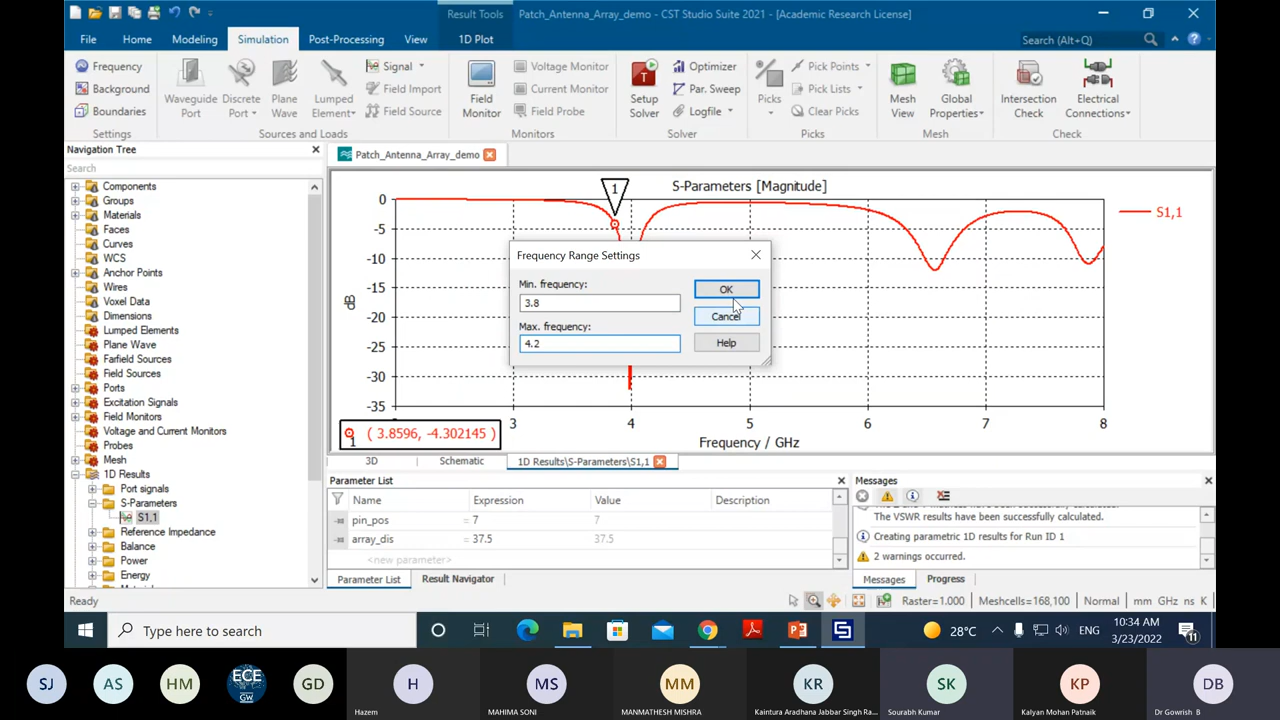 Result Tools
Patch_Antenna_Array_demo - CST Studio Suite 2021 - [Academic Research License]
File Home Modeling Simulation Post-Processing View 1D Plot Search (Alt+Q)
Frequency
Background
Boundaries
Settings
Waveguide Port
Discrete Port
Plane Wave
Lumped Element
Signal
Field Import
Field Source
Sources and Loads
Field Monitor
Voltage Monitor
Current Monitor
Field Probe
Monitors
Setup Solver
Optimizer
Par. Sweep
Logfile
Solver
Picks
Pick Points
Pick Lists
Clear Picks
Picks
Mesh View
Global Properties
Mesh
Intersection Check
Electrical Connections
Check
Navigation Tree
Search
Components
Groups
Materials
Faces
Curves
WCS
Anchor Points
Wires
Voxel Data
Dimensions
Lumped Elements
Plane Wave
Farfield Sources
Field Sources
Ports
Excitation Signals
Field Monitors
Voltage and Current Monitors
Probes
Mesh
1D Results
Port signals
S-Parameters
S1,1
Reference Impedance
Balance
Power
Energy
Patch_Antenna_Array_demo
S-Parameters [Magnitude]
1
S1,1
0
-5
-10
-15
-20
-25
-30
-35
dB
3 4 5 6 7 8
Frequency / GHz
1 ( 3.8596, -4.302145 )
Frequency Range Settings
Min. frequency:
3.8
Max. frequency:
4.2
OK
Cancel
Help
3D Schematic 1D Results\S-Parameters\S1,1
Parameter List
Name Expression Value Description
pin_pos = 7 7
array_dis = 37.5 37.5
<new parameter>
Parameter List Result Navigator
Messages
The VSWR results have been successfully calculated.
Creating parametric 1D results for Run ID 1
2 warnings occurred.
Messages Progress
Ready
Raster=1.000 Meshcells=168,100 Normal mm GHz ns K
Type here to search
28°C ENG
10:34 AM
3/23/2022
11
SJ AS HM ECE GW GD H MS MM KR SK KP DB
Hazem MAHIMA SONI MANMATHESH MISHRA Kaintura Aradhana Jabbar Singh Ra... Sourabh Kumar Kalyan Mohan Patnaik Dr Gowrish B